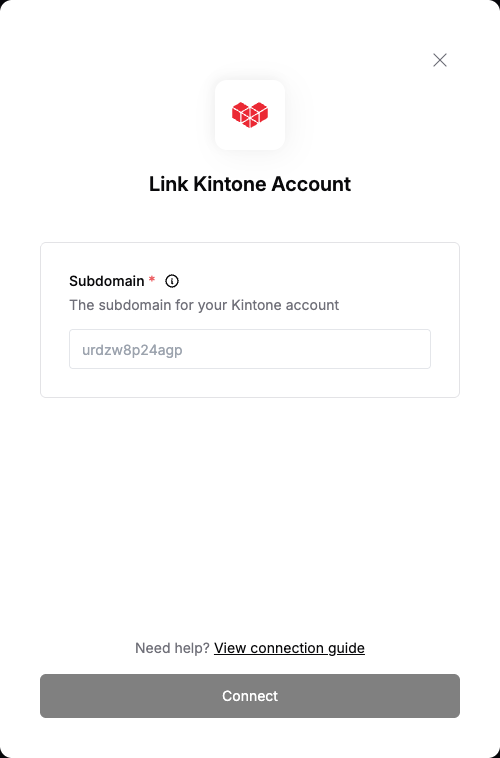 Link Kintone Account
Subdomain *
The subdomain for your Kintone account
urdzw8p24agp
Need help? View connection guide
Connect